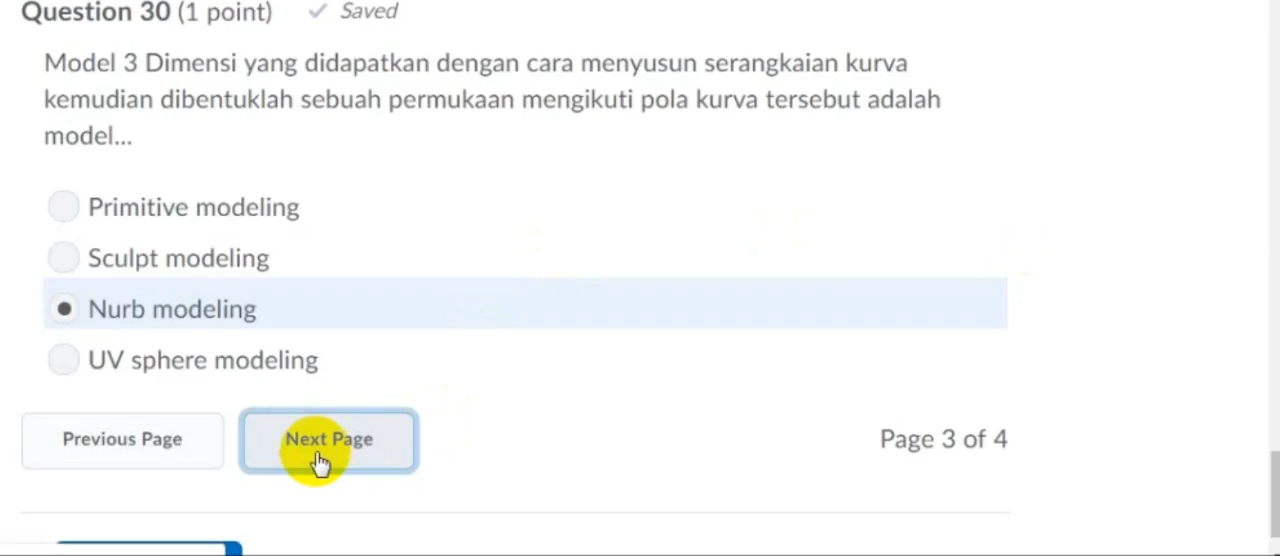 Question 30 (1 point) Saved
Model 3 Dimensi yang didapatkan dengan cara menyusun serangkaian kurva
kemudian dibentuklah sebuah permukaan mengikuti pola kurva tersebut adalah
model...
Primitive modeling
Sculpt modeling
Nurb modeling
UV sphere modeling
Previous Page Next Page Page 3 of 4